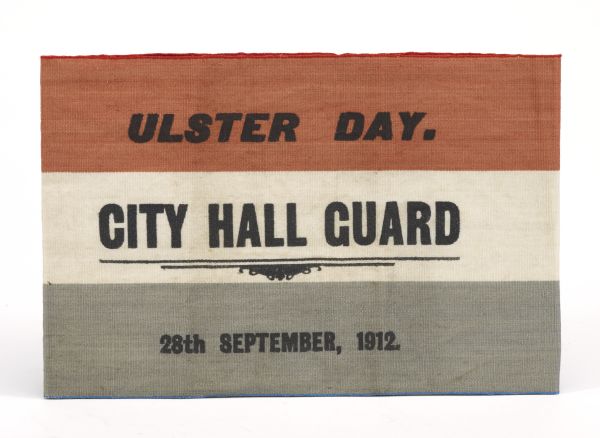 ULSTER DAY.
CITY HALL GUARD
28th SEPTEMBER, 1912.